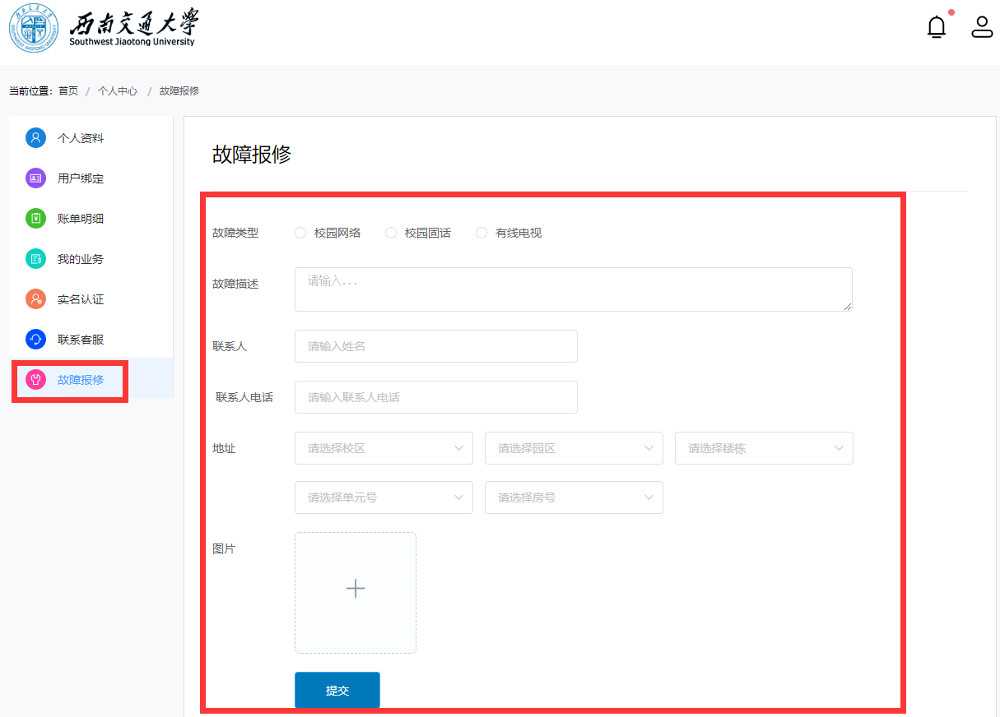 西南交通大学
Southwest Jiaotong University
当前位置：首页 / 个人中心 / 故障报修
个人资料
用户绑定
账单明细
我的业务
实名认证
联系客服
故障报修
故障报修
故障类型 校园网络 校园固话 有线电视
故障描述 请输入...
联系人 请输入姓名
联系人电话 请输入联系人电话
地址 请选择校区 请选择园区 请选择楼栋
请选择单元号 请选择房号
图片
提交